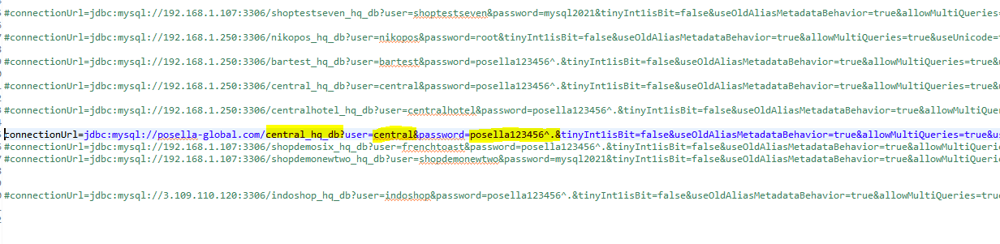 #connectionUrl=jdbc:mysql://192.168.1.107:3306/shoptestseven_hq_db?user=shoptestseven&password=mysql2021&tinyInt1isBit=false&useOldAliasMetadataBehavior=true&allowMultiQueries=
#connectionUrl=jdbc:mysql://192.168.1.250:3306/nikopos_hq_db?user=nikopos&password=root&tinyInt1isBit=false&useOldAliasMetadataBehavior=true&allowMultiQueries=true&useUnicode=
#connectionUrl=jdbc:mysql://192.168.1.250:3306/bartest_hq_db?user=bartest&password=posella123456^.&tinyInt1isBit=false&useOldAliasMetadataBehavior=true&allowMultiQueries=true
#connectionUrl=jdbc:mysql://192.168.1.250:3306/central_hq_db?user=central&password=posella123456^.&tinyInt1isBit=false&useOldAliasMetadataBehavior=true&allowMultiQueries=true
#connectionUrl=jdbc:mysql://192.168.1.250:3306/centralhotel_hq_db?user=centralhotel&password=posella123456^.&tinyInt1isBit=false&useOldAliasMetadataBehavior=true&allowMultiQuer
connectionUrl=jdbc:mysql://posella-global.com/central_hq_db?user=central&password=posella123456^.&tinyInt1isBit=false&useOldAliasMetadataBehavior=true&allowMultiQueries=true&us
#connectionUrl=jdbc:mysql://192.168.1.107:3306/shopdemosix_hq_db?user=frenchtoast&password=posella123456^.&tinyInt1isBit=false&useOldAliasMetadataBehavior=true&allowMultiQueri
#connectionUrl=jdbc:mysql://192.168.1.107:3306/shopdemonewtwo_hq_db?user=shopdemonewtwo&password=mysql2021&tinyInt1isBit=false&useOldAliasMetadataBehavior=true&allowMultiQueri
#connectionUrl=jdbc:mysql://3.109.110.120:3306/indoshop_hq_db?user=indoshop&password=posella123456^.&tinyInt1isBit=false&useOldAliasMetadataBehavior=true&allowMultiQueries=tru